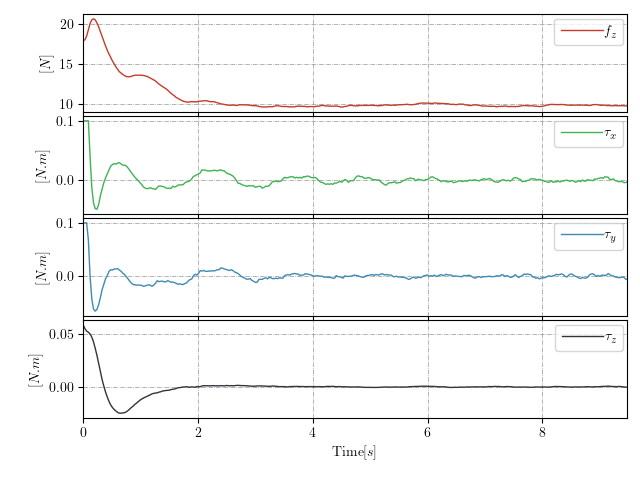 20
15
10
[N]
f_z
0.1
0.0
[N.m]
τ_x
0.1
0.0
[N.m]
τ_y
0.05
0.00
[N.m]
τ_z
0 2 4 6 8
Time[s]